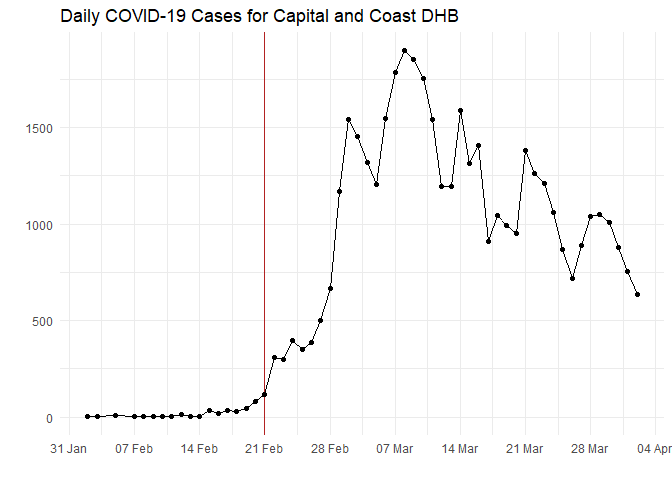 Daily COVID-19 Cases for Capital and Coast DHB
1500
1000
500
0
31 Jan 07 Feb 14 Feb 21 Feb 28 Feb 07 Mar 14 Mar 21 Mar 28 Mar 04 Apr